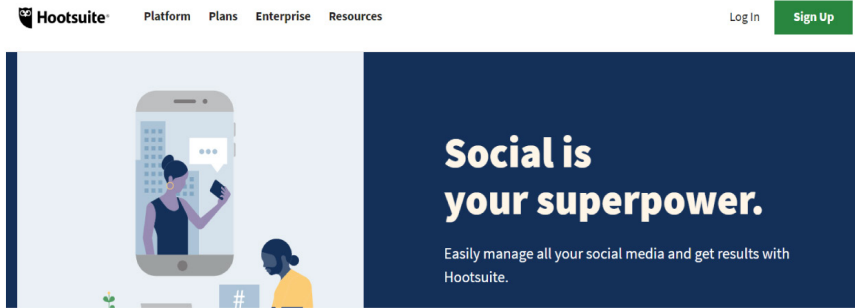 Hootsuite®
Platform Plans Enterprise Resources
Log In Sign Up
Social is
your superpower.
Easily manage all your social media and get results with
Hootsuite.
#